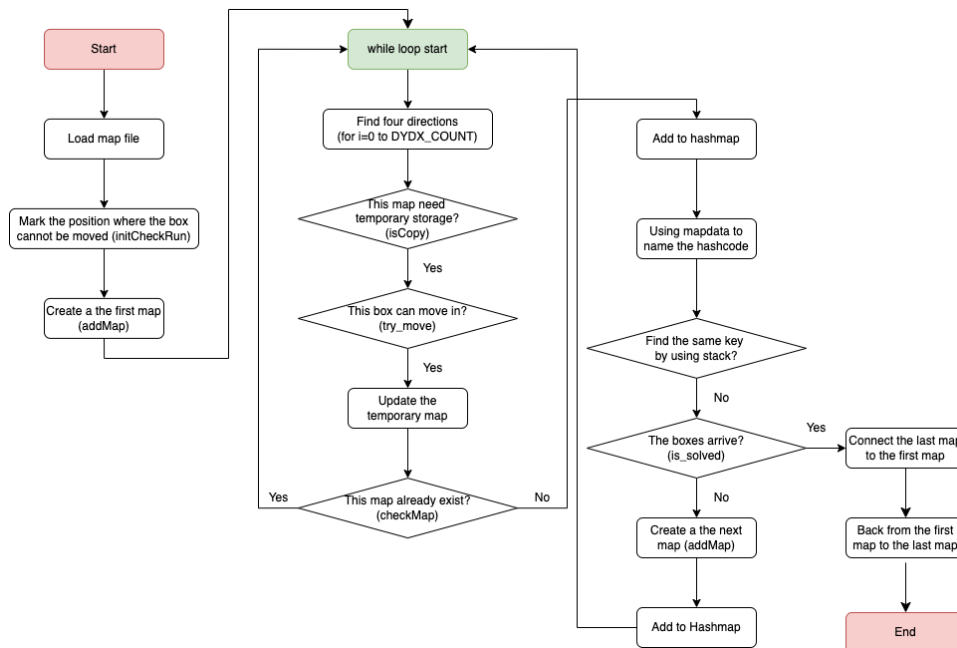 Start
Load map file
Mark the position where the box
cannot be moved (initCheckRun)
Create a the first map
(addMap)
while loop start
Find four directions
(for i=0 to DYDX_COUNT)
This map need
temporary storage?
(isCopy)
Yes
This box can move in?
(try_move)
Yes
Update the
temporary map
Yes
This map already exist?
(checkMap)
No
Add to hashmap
Using mapdata to
name the hashcode
Find the same key
by using stack?
No
The boxes arrive?
(is_solved)
Yes
No
Create a the next
map (addMap)
Add to Hashmap
Connect the last map
to the first map
Back from the first
map to the last map
End